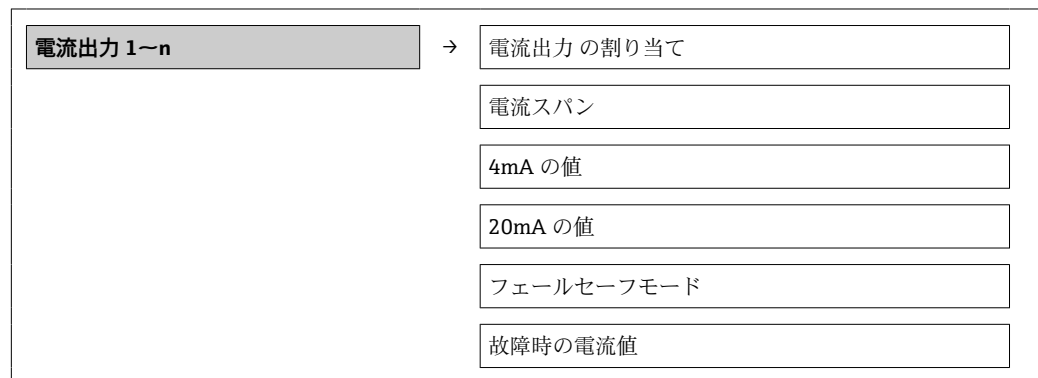 電流出力 1～n → 電流出力 の割り当て
電流スパン
4mA の値
20mA の値
フェールセーフモード
故障時の電流値